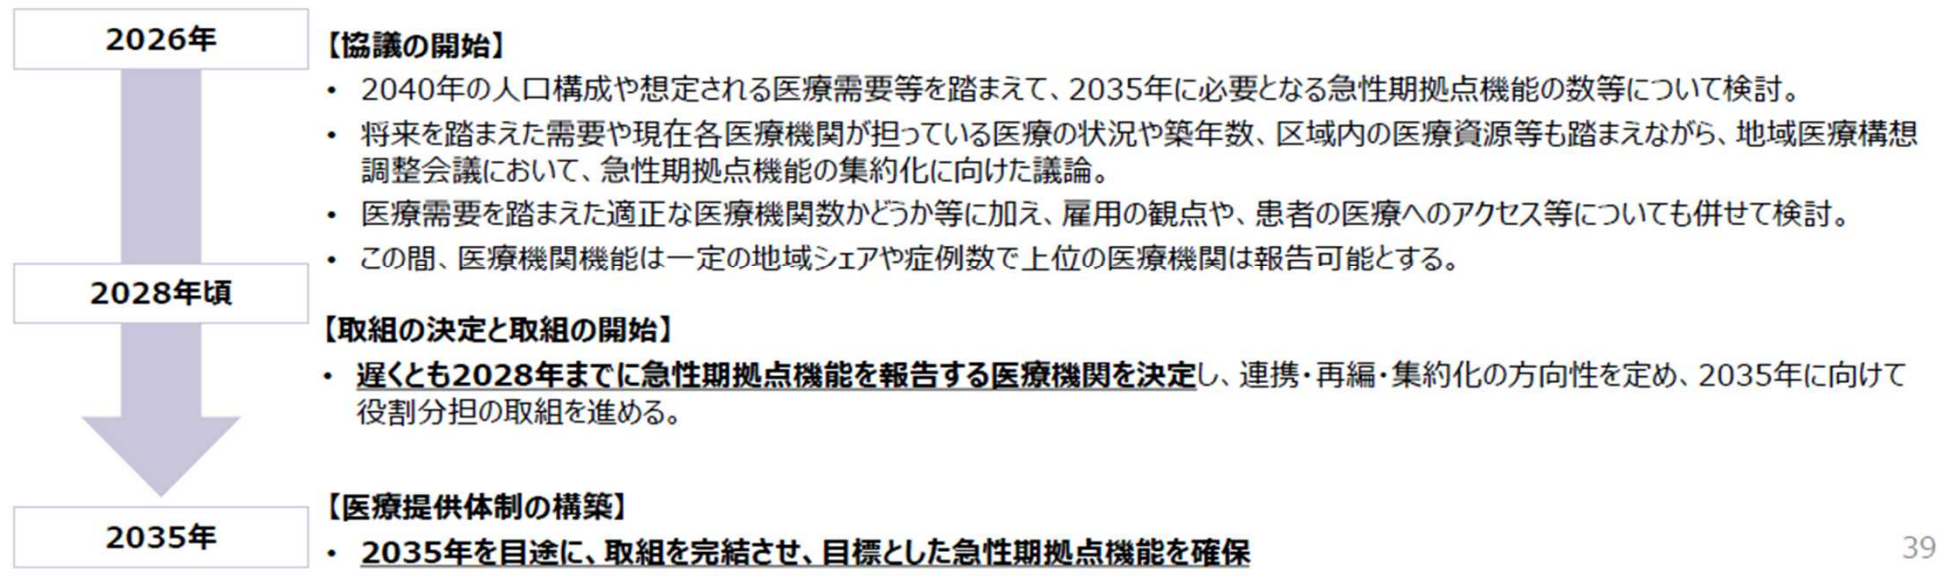 2026年
【協議の開始】
• 2040年の人口構成や想定される医療需要等を踏まえて、2035年に必要となる急性期拠点機能の数等について検討。
• 将来を踏まえた需要や現在各医療機関が担っている医療の状況や築年数、区域内の医療資源等も踏まえながら、地域医療構想
調整会議において、急性期拠点機能の集約化に向けた議論。
• 医療需要を踏まえた適正な医療機関数かどうか等に加え、雇用の観点や、患者の医療へのアクセス等についても併せて検討。
• この間、医療機関機能は一定の地域シェアや症例数で上位の医療機関は報告可能とする。
2028年頃
【取組の決定と取組の開始】
• 遅くとも2028年までに急性期拠点機能を報告する医療機関を決定し、連携・再編・集約化の方向性を定め、2035年に向けて
役割分担の取組を進める。
2035年
【医療提供体制の構築】
• 2035年を目途に、取組を完結させ、目標とした急性期拠点機能を確保
39